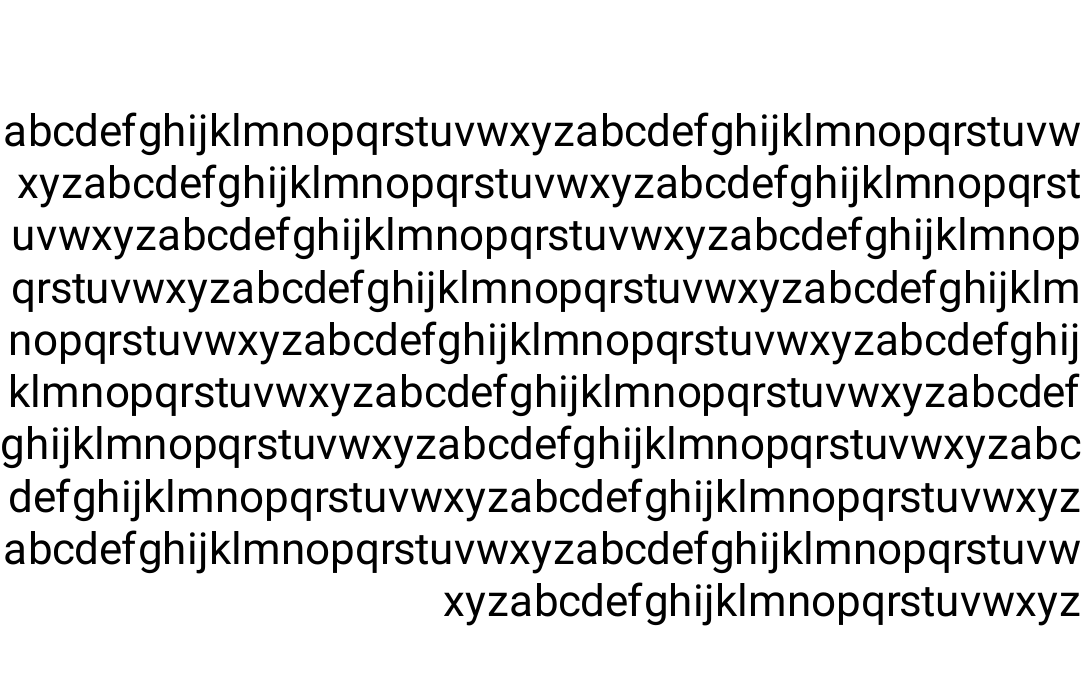 abcdefghijklmnopqrstuvwxyzabcdefghijklmnopqrstuvw
xyzabcdefghijklmnopqrstuvwxyzabcdefghijklmnopqrst
uvwxyzabcdefghijklmnopqrstuvwxyzabcdefghijklmnop
qrstuvwxyzabcdefghijklmnopqrstuvwxyzabcdefghijklm
nopqrstuvwxyzabcdefghijklmnopqrstuvwxyzabcdefghij
klmnopqrstuvwxyzabcdefghijklmnopqrstuvwxyzabcdef
ghijklmnopqrstuvwxyzabcdefghijklmnopqrstuvwxyzabc
defghijklmnopqrstuvwxyzabcdefghijklmnopqrstuvwxyz
abcdefghijklmnopqrstuvwxyzabcdefghijklmnopqrstuvw
xyzabcdefghijklmnopqrstuvwxyz